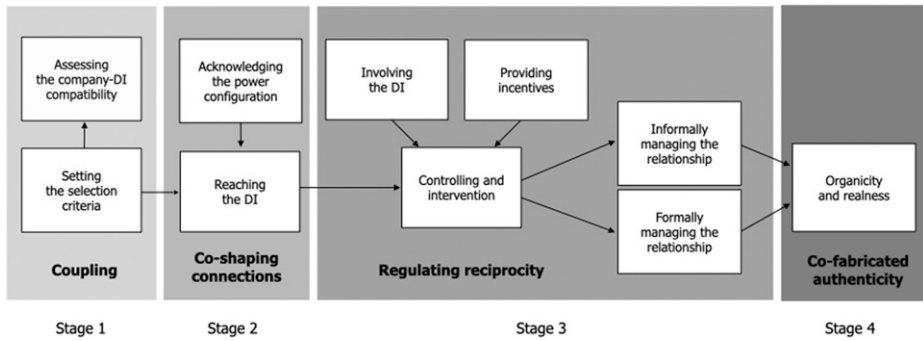 Assessing
the company-DI
compatibility
Setting
the selection
criteria
Coupling
Acknowledging
the power
configuration
Reaching
the DI
Co-shaping
connections
Involving
the DI
Providing
incentives
Controlling and
intervention
Informally
managing the
relationship
Formally
managing the
relationship
Regulating reciprocity
Organicity
and realness
Co-fabricated
authenticity
Stage 1
Stage 2
Stage 3
Stage 4